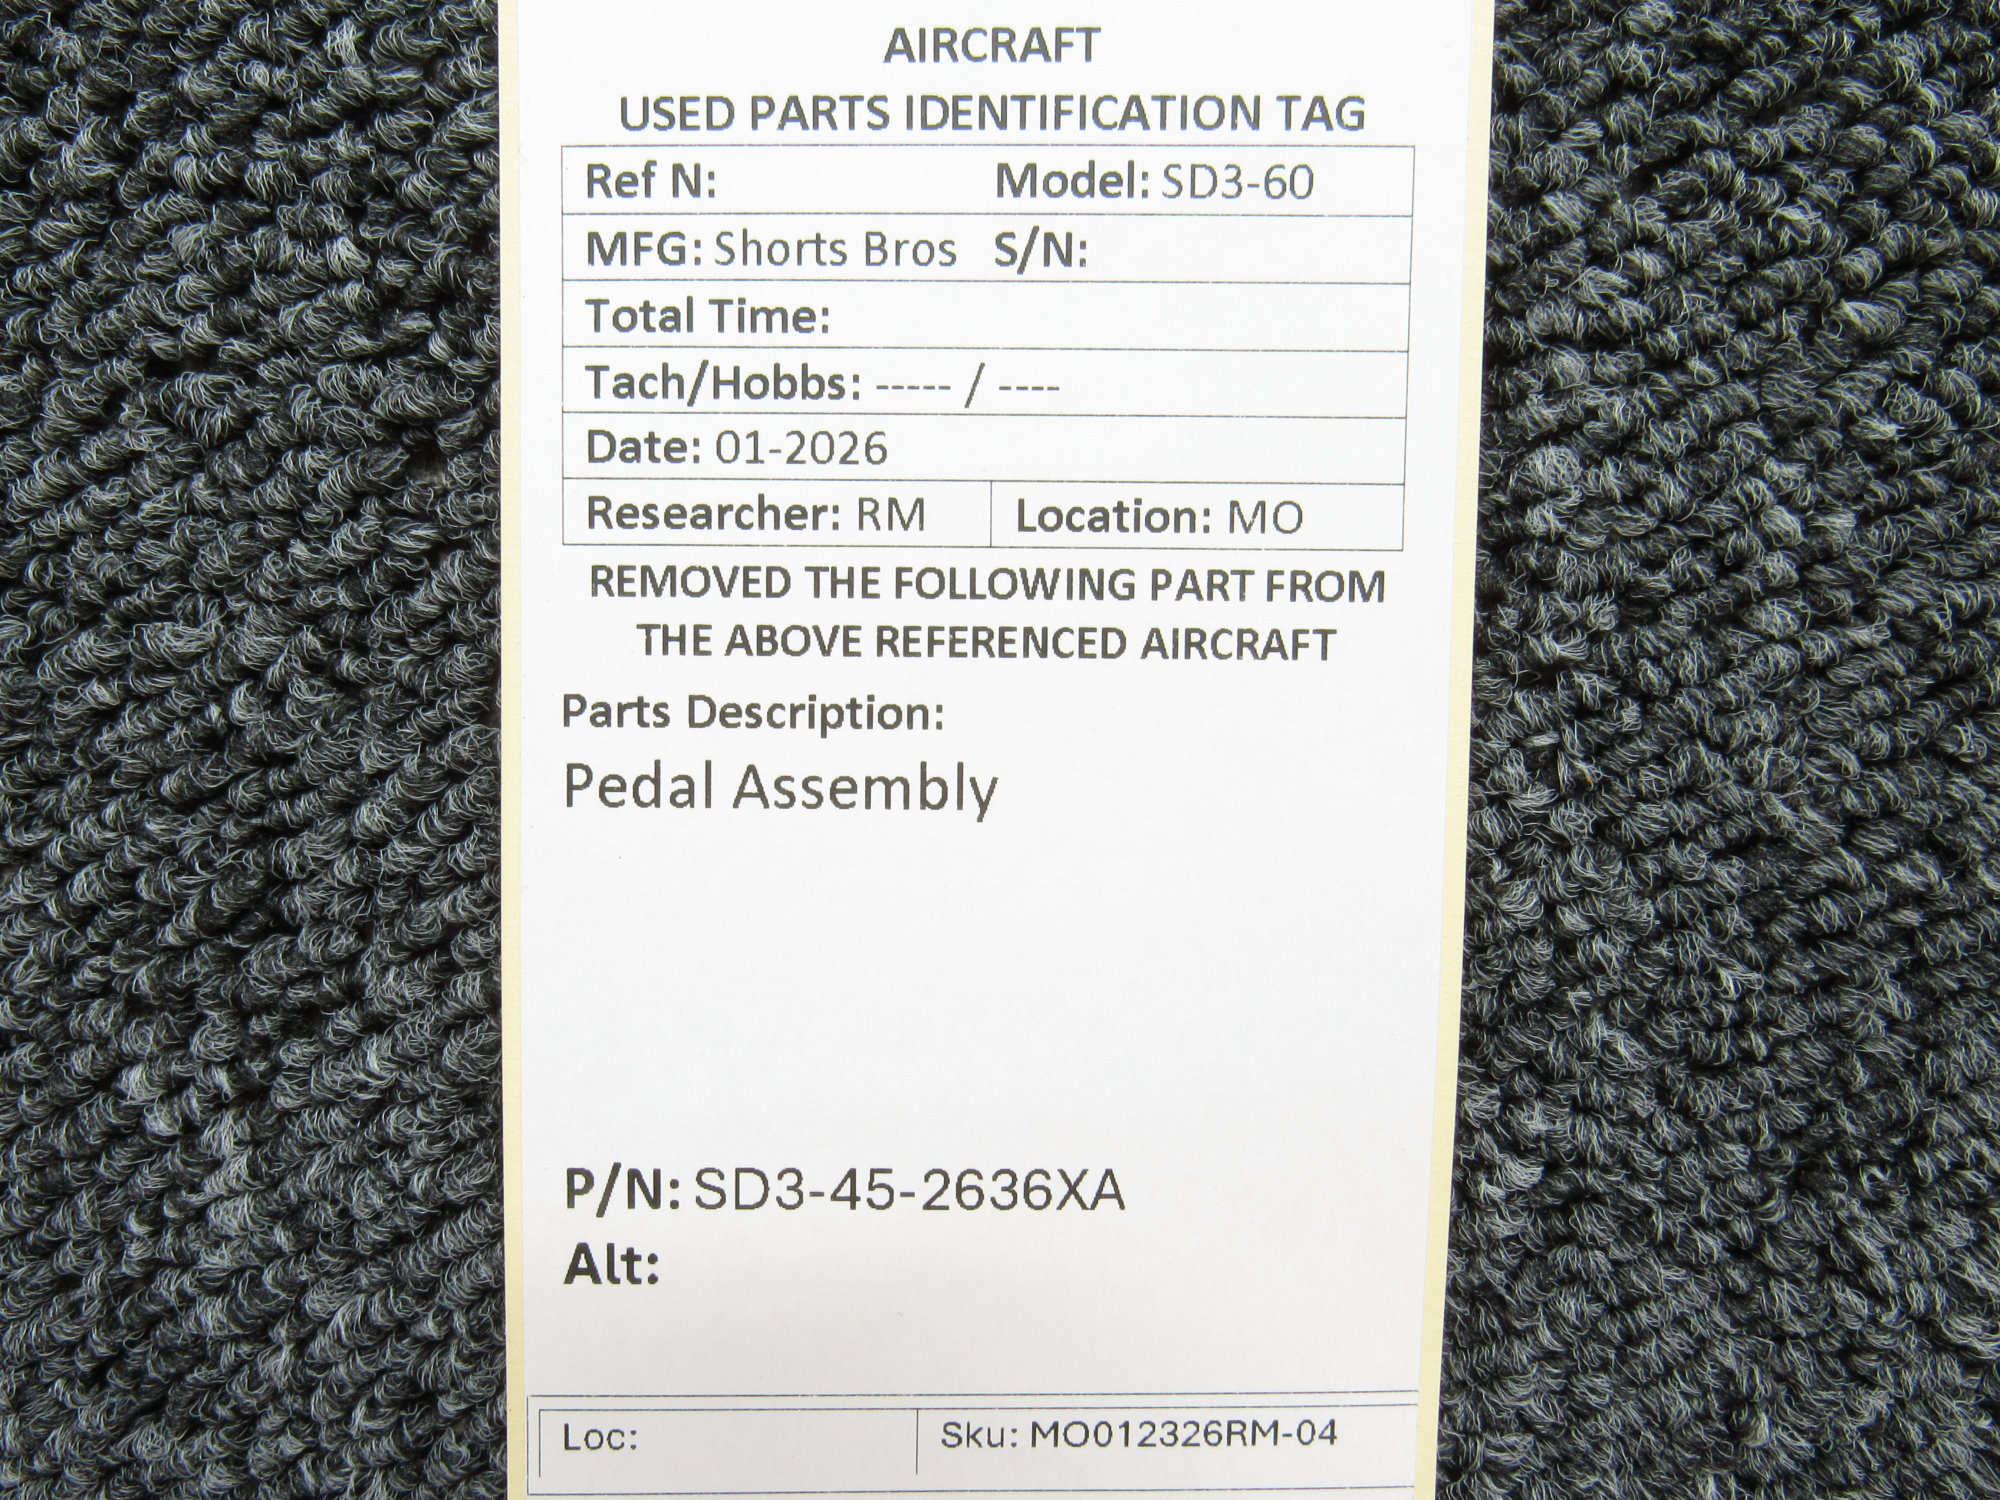 AIRCRAFT
USED PARTS IDENTIFICATION TAG
Ref N: Model: SD3-60
MFG: Shorts Bros S/N:
Total Time:
Tach/Hobbs: ----- / ----
Date: 01-2026
Researcher: RM Location: MO
REMOVED THE FOLLOWING PART FROM
THE ABOVE REFERENCED AIRCRAFT
Parts Description:
Pedal Assembly
P/N: SD3-45-2636XA
Alt:
Loc: Sku: MO012326RM-04